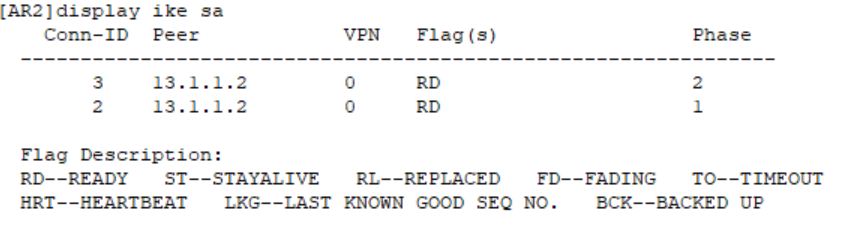 [AR2]display ike sa
Conn-ID Peer VPN Flag(s) Phase
---------------------------------------------------------------
3 13.1.1.2 0 RD 2
2 13.1.1.2 0 RD 1
Flag Description:
RD--READY ST--STAYALIVE RL--REPLACED FD--FADING TO--TIMEOUT
HRT--HEARTBEAT LKG--LAST KNOWN GOOD SEQ NO. BCK--BACKED UP